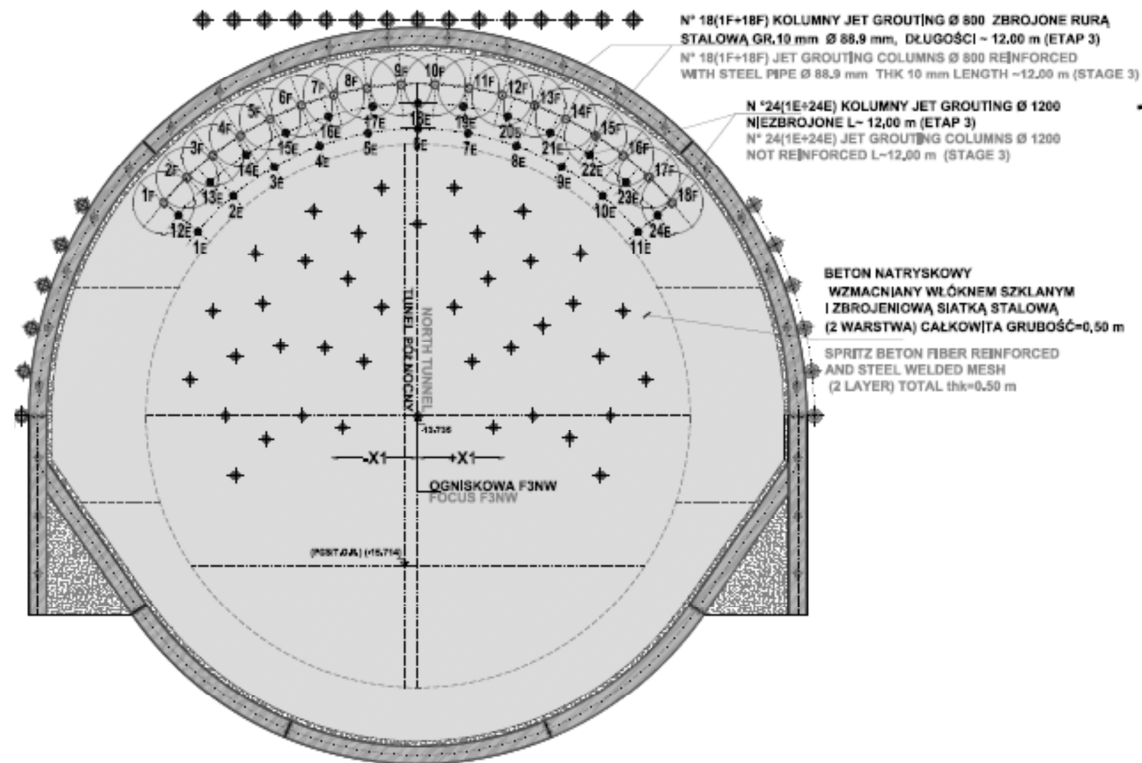 N° 18(1F÷18F) KOLUMNY JET GROUTING Ø 800 ZBROJONE RURĄ
STALOWĄ GR.10 mm Ø 88.9 mm, DŁUGOŚCI ~ 12.00 m (ETAP 3)
N° 18(1F÷18F) JET GROUTING COLUMNS Ø 800 REINFORCED
WITH STEEL PIPE Ø 88.9 mm THK 10 mm LENGTH ~12.00 m (STAGE 3)
N °24(1E÷24E) KOLUMNY JET GROUTING Ø 1200
NIEZBROJONE L~ 12,00 m (ETAP 3)
N° 24(1E÷24E) JET GROUTING COLUMNS Ø 1200
NOT REINFORCED L~12,00 m (STAGE 3)
1F
2F
3F
4F
5F
6F
7F
8F
9F
10F
11F
12F
13F
14F
15F
16F
17F
18F
12E
13E
14E
15E
16E
17E
18E
19E
20E
21E
22E
23E
24E
1E
2E
3E
4E
5E
6E
7E
8E
9E
10E
11E
BETON NATRYSKOWY
WZMACNIANY WŁÓKNEM SZKLANYM
I ZBROJENIOWĄ SIATKĄ STALOWĄ
(2 WARSTWA) CAŁKOWITA GRUBOŚĆ=0,50 m
SPRITZ BETON FIBER REINFORCED
AND STEEL WELDED MESH
(2 LAYER) TOTAL thk=0.50 m
TUNEL PÓŁNOCNY
NORTH TUNNEL
-X1
+X1
OGNISKOWA F3NW
FOCUS F3NW